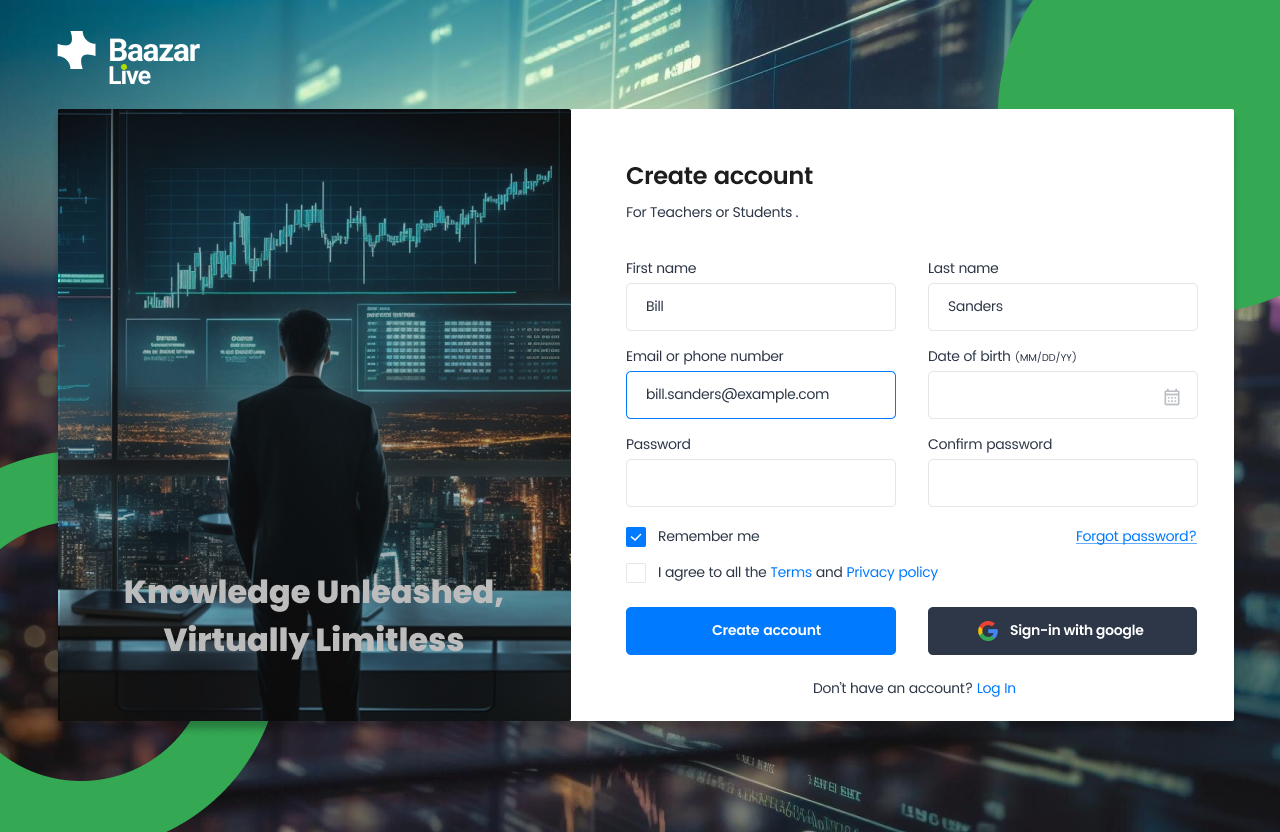 Baazar
Live
Knowledge Unleashed,
Virtually Limitless
Create account
For Teachers or Students .
First name
Last name
Bill
Sanders
Email or phone number
Date of birth (MM/DD/YY)
bill.sanders@example.com
Password
Confirm password
Remember me
Forgot password?
I agree to all the Terms and Privacy policy
Create account
Sign-in with google
Don't have an account? Log In